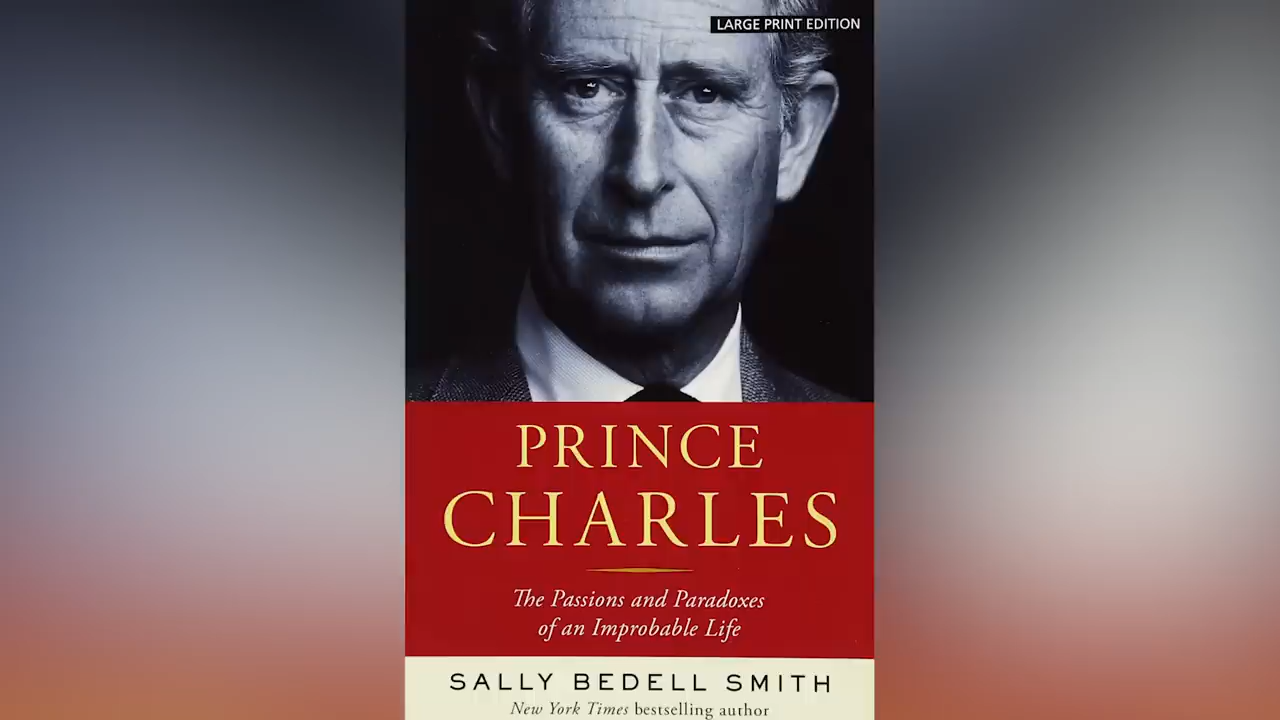 LARGE PRINT EDITION
PRINCE
CHARLES
The Passions and Paradoxes
of an Improbable Life
SALLY BEDELL SMITH
New York Times bestselling author